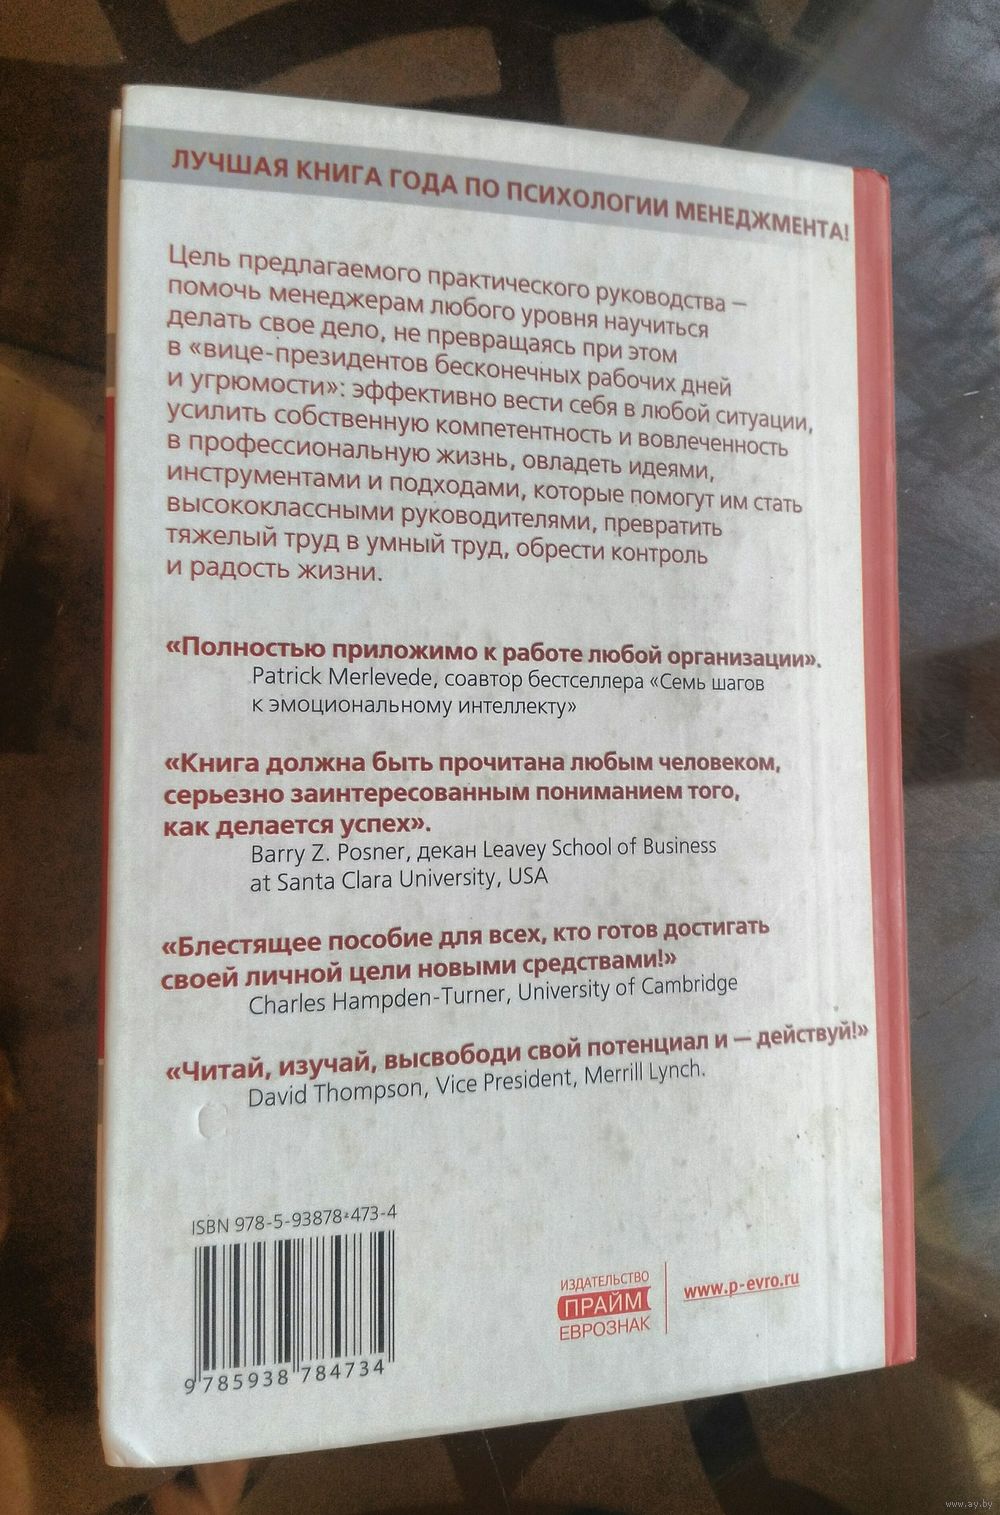 ЛУЧШАЯ КНИГА ГОДА ПО ПСИХОЛОГИИ МЕНЕДЖМЕНТА!
Цель предлагаемого практического руководства –
помочь менеджерам любого уровня научиться
делать свое дело, не превращаясь при этом
в «вице-президентов бесконечных рабочих дней
и угрюмости»: эффективно вести себя в любой ситуации,
усилить собственную компетентность и вовлеченность
в профессиональную жизнь, овладеть идеями,
инструментами и подходами, которые помогут им стать
высококлассными руководителями, превратить
тяжелый труд в умный труд, обрести контроль
и радость жизни.
«Полностью приложимо к работе любой организации».
Patrick Merlevede, соавтор бестселлера «Семь шагов
к эмоциональному интеллекту»
«Книга должна быть прочитана любым человеком,
серьезно заинтересованным пониманием того,
как делается успех».
Barry Z. Posner, декан Leavey School of Business
at Santa Clara University, USA
«Блестящее пособие для всех, кто готов достигать
своей личной цели новыми средствами!»
Charles Hampden-Turner, University of Cambridge
«Читай, изучай, высвободи свой потенциал и — действуй!»
David Thompson, Vice President, Merrill Lynch.
ISBN 978-5-93878-473-4
9 785938 784734
ИЗДАТЕЛЬСТВО
ПРАЙМ
ЕВРОЗНАК
www.p-evro.ru
www.ay.by